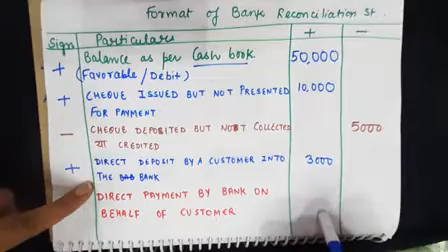 Format of Bank Reconciliation St.
Sign Particulars + −
+ Balance as per Cash book 50,000
(Favorable/Debit)
+ Cheque Issued but not Presented 10,000
for Payment
− Cheque deposited but not collected 5000
या credited
+ Direct deposit by a customer into 3000
the Bank
Direct Payment by Bank on
behalf of customer